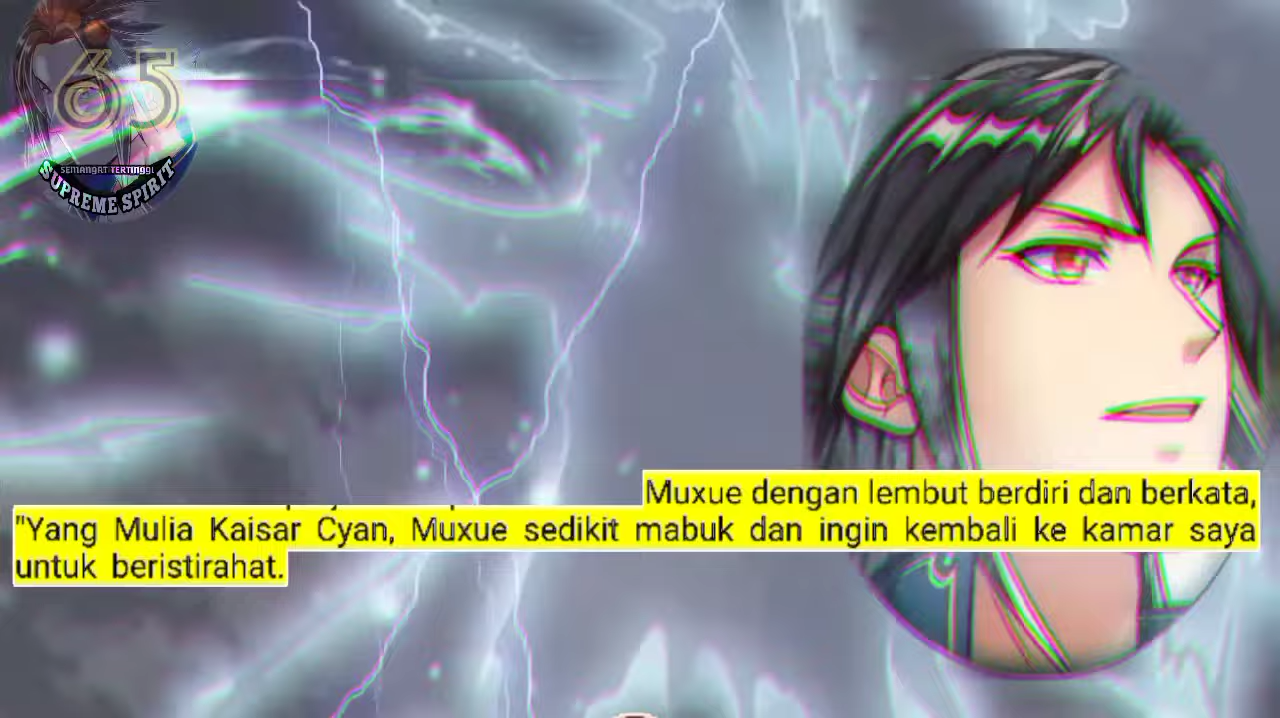 65
SEMANGAT TERTINGGI
SUPREME SPIRIT
Muxue dengan lembut berdiri dan berkata,
"Yang Mulia Kaisar Cyan, Muxue sedikit mabuk dan ingin kembali ke kamar saya
untuk beristirahat.